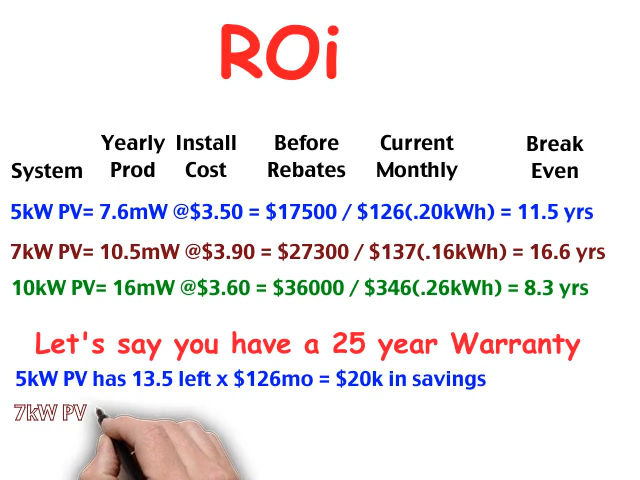 ROi
Yearly Install Before Current Break
System Prod Cost Rebates Monthly Even
5kW PV= 7.6mW @$3.50 = $17500 / $126(.20kWh) = 11.5 yrs
7kW PV= 10.5mW @$3.90 = $27300 / $137(.16kWh) = 16.6 yrs
10kW PV= 16mW @$3.60 = $36000 / $346(.26kWh) = 8.3 yrs
Let's say you have a 25 year Warranty
5kW PV has 13.5 left x $126mo = $20k in savings
7kW PV